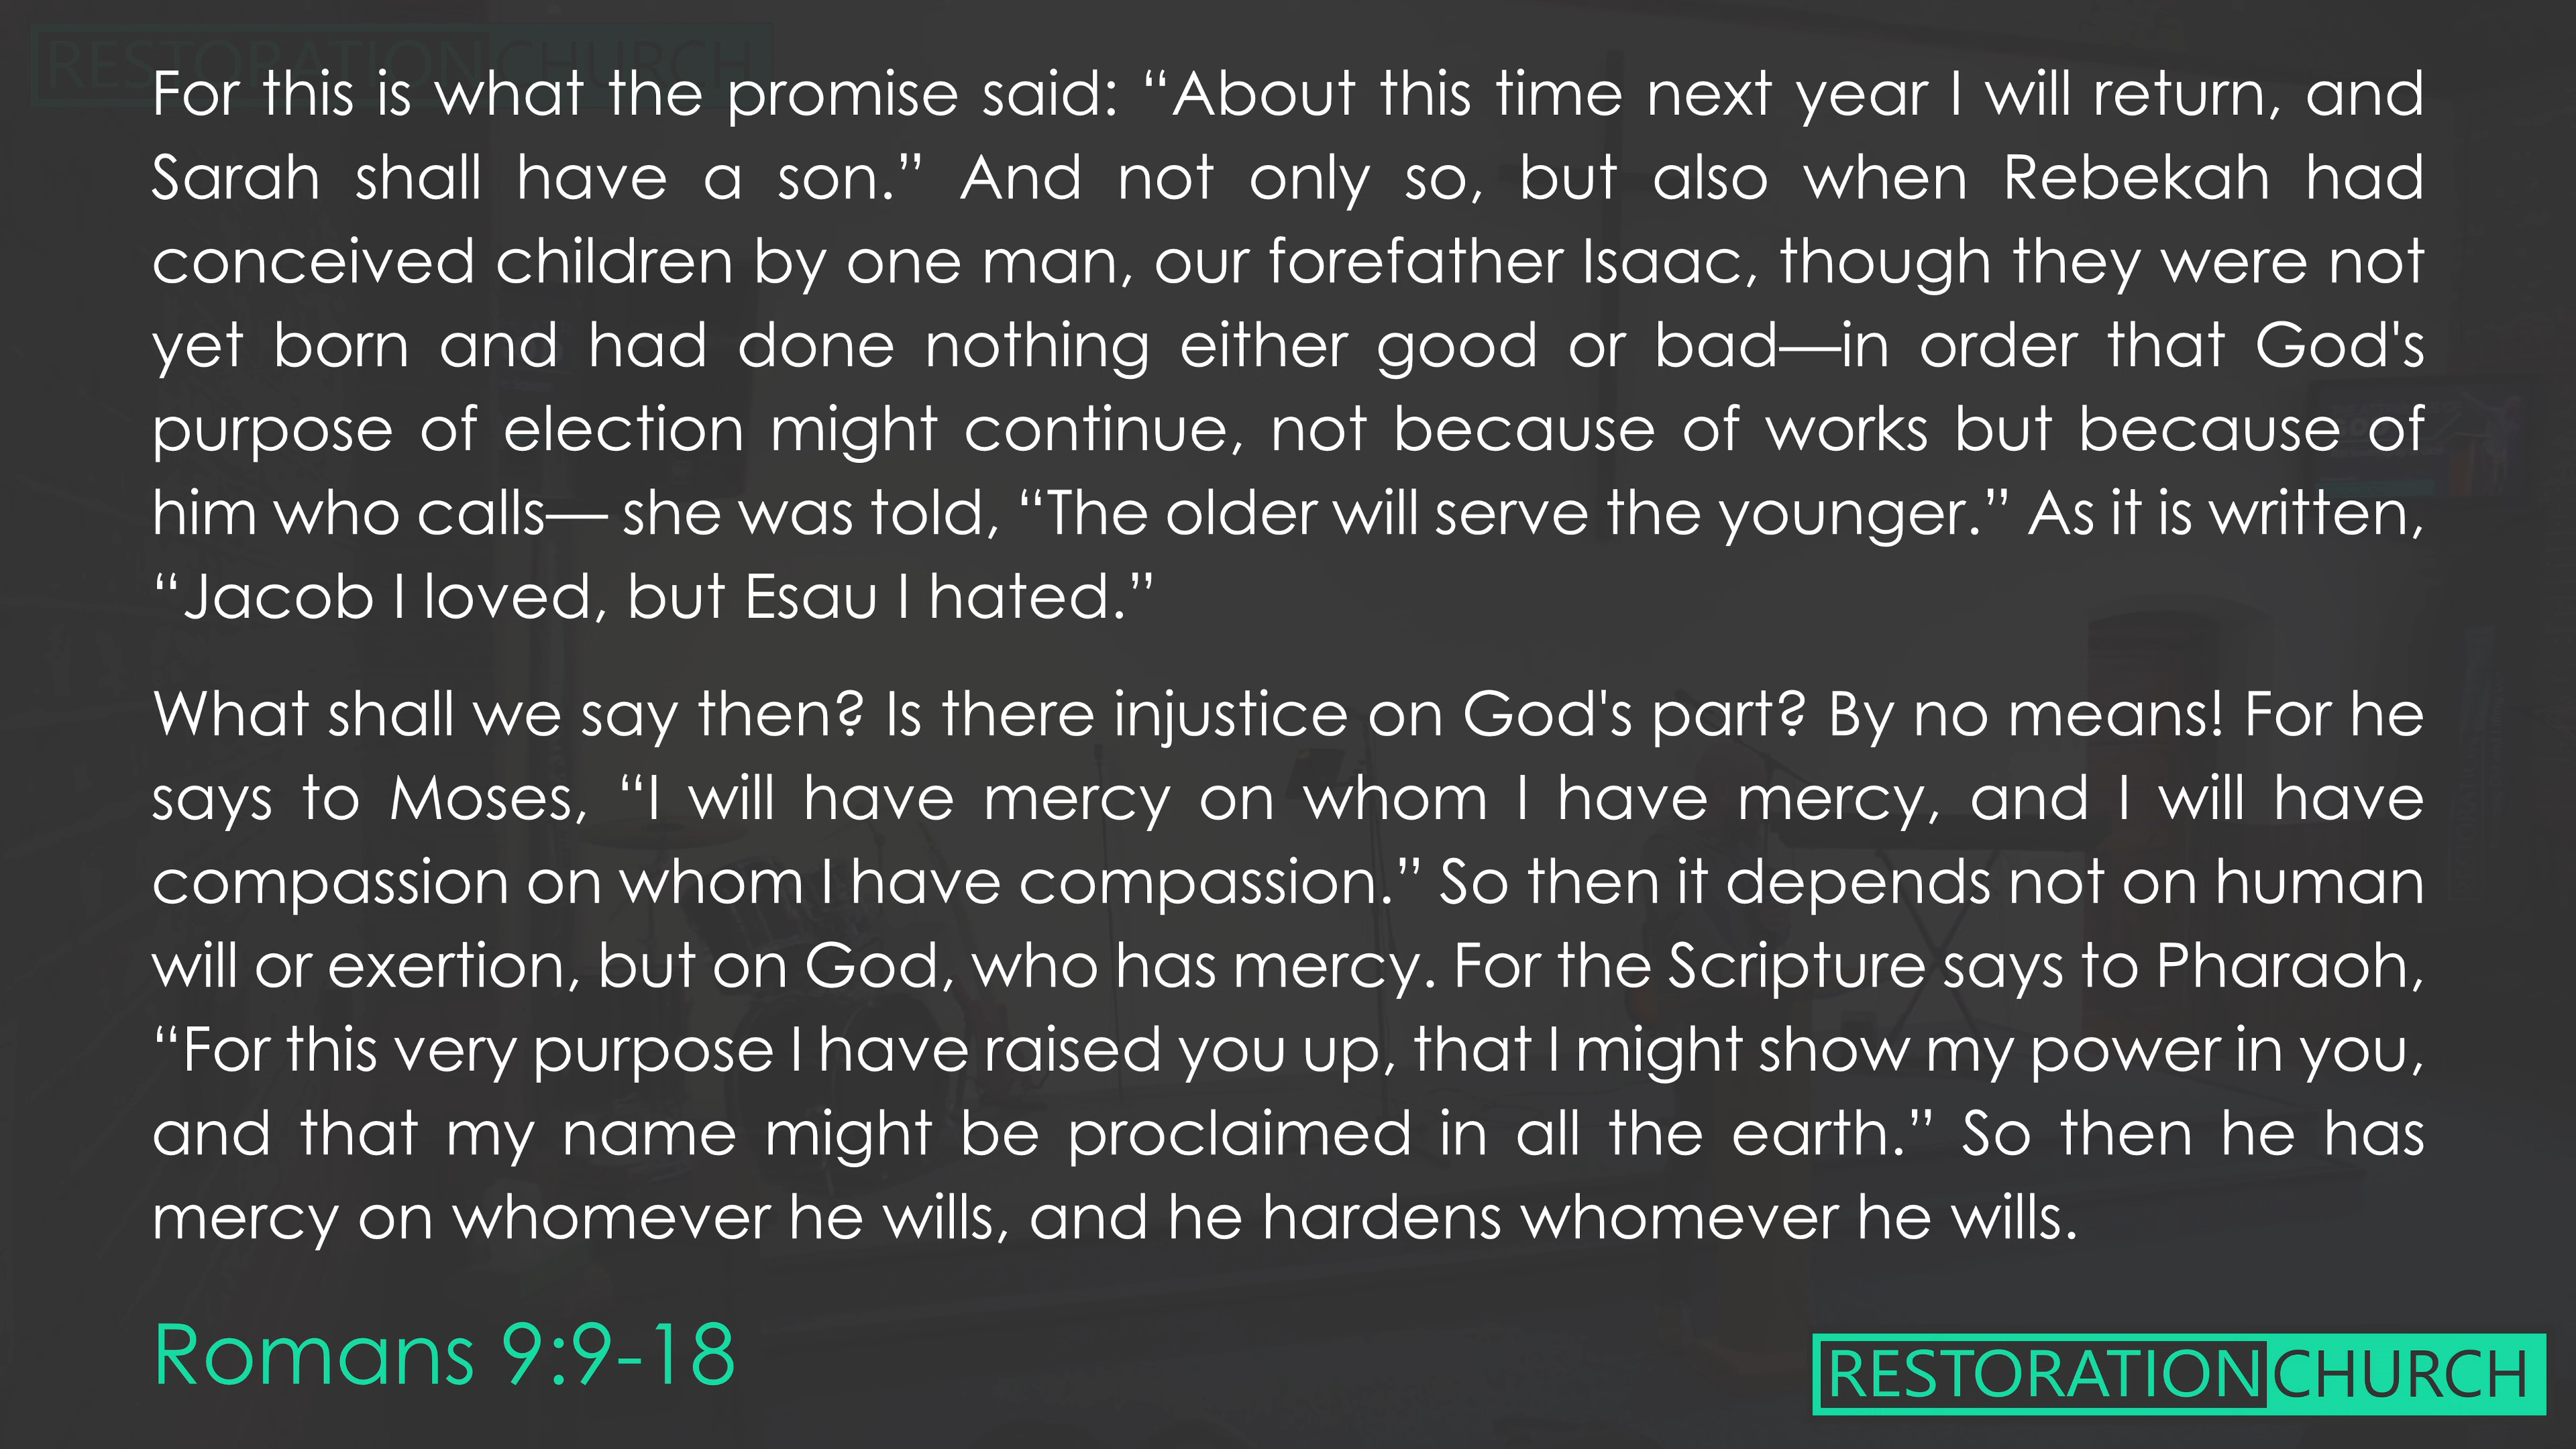 RESTORATIONCHURCH
For this is what the promise said: “About this time next year I will return, and
Sarah shall have a son.” And not only so, but also when Rebekah had
conceived children by one man, our forefather Isaac, though they were not
yet born and had done nothing either good or bad—in order that God's
purpose of election might continue, not because of works but because of
him who calls— she was told, “The older will serve the younger.” As it is written,
“Jacob I loved, but Esau I hated.”
What shall we say then? Is there injustice on God's part? By no means! For he
says to Moses, “I will have mercy on whom I have mercy, and I will have
compassion on whom I have compassion.” So then it depends not on human
will or exertion, but on God, who has mercy. For the Scripture says to Pharaoh,
“For this very purpose I have raised you up, that I might show my power in you,
and that my name might be proclaimed in all the earth.” So then he has
mercy on whomever he wills, and he hardens whomever he wills.
Romans 9:9-18
RESTORATIONCHURCH